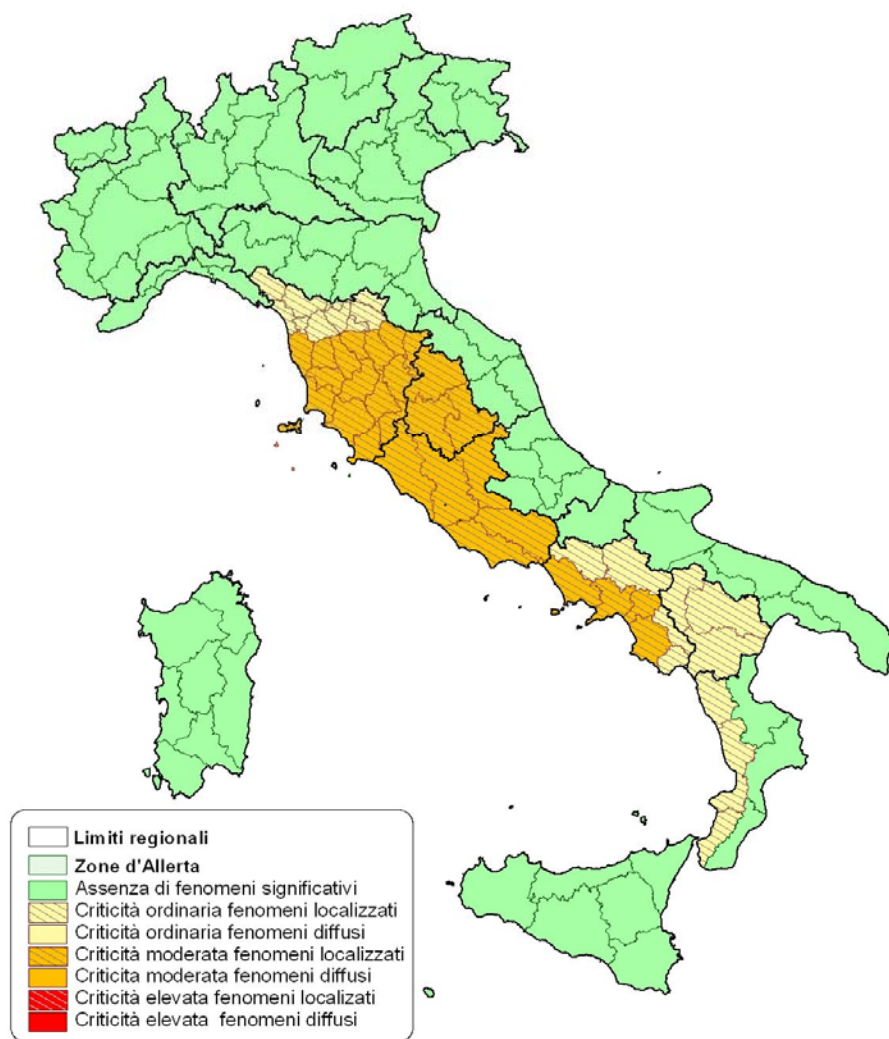 Limiti regionali
Zone d'Allerta
Assenza di fenomeni significativi
Criticità ordinaria fenomeni localizzati
Criticità ordinaria fenomeni diffusi
Criticità moderata fenomeni localizzati
Criticita moderata fenomeni diffusi
Criticità elevata fenomeni localizati
Criticità elevata fenomeni diffusi